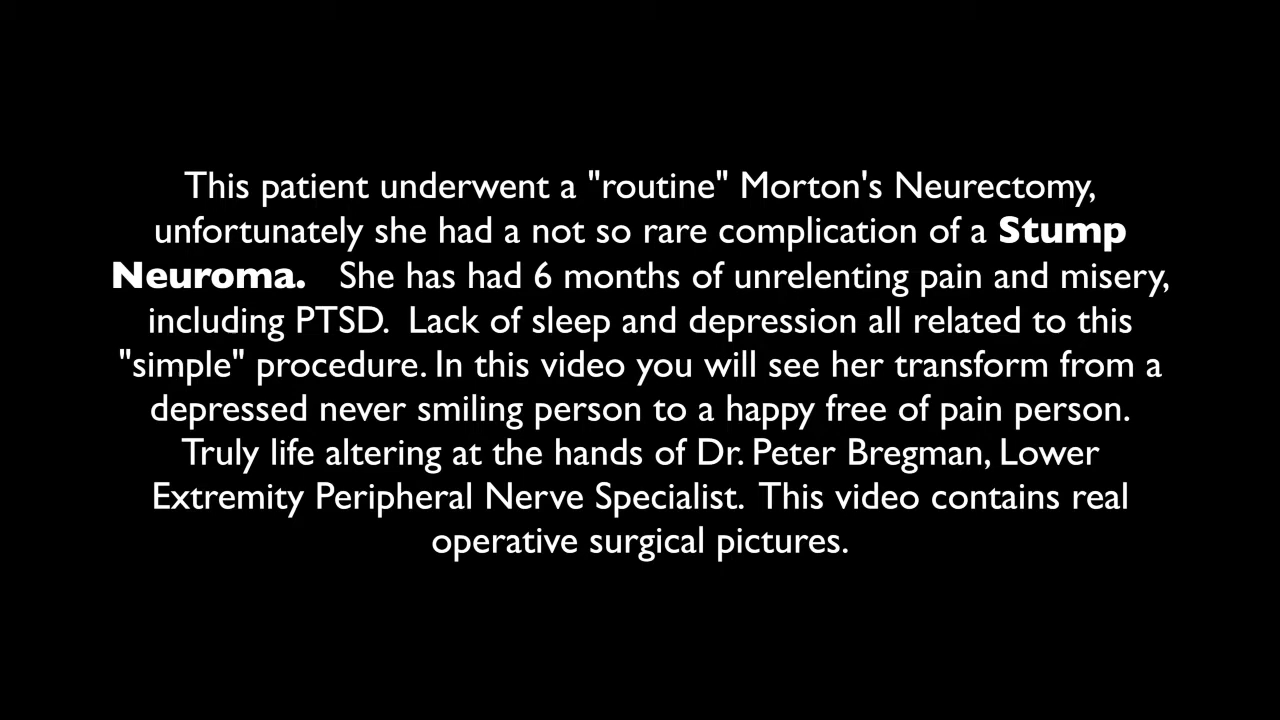 This patient underwent a "routine" Morton's Neurectomy,
unfortunately she had a not so rare complication of a Stump
Neuroma. She has had 6 months of unrelenting pain and misery,
including PTSD. Lack of sleep and depression all related to this
"simple" procedure. In this video you will see her transform from a
depressed never smiling person to a happy free of pain person.
Truly life altering at the hands of Dr. Peter Bregman, Lower
Extremity Peripheral Nerve Specialist. This video contains real
operative surgical pictures.